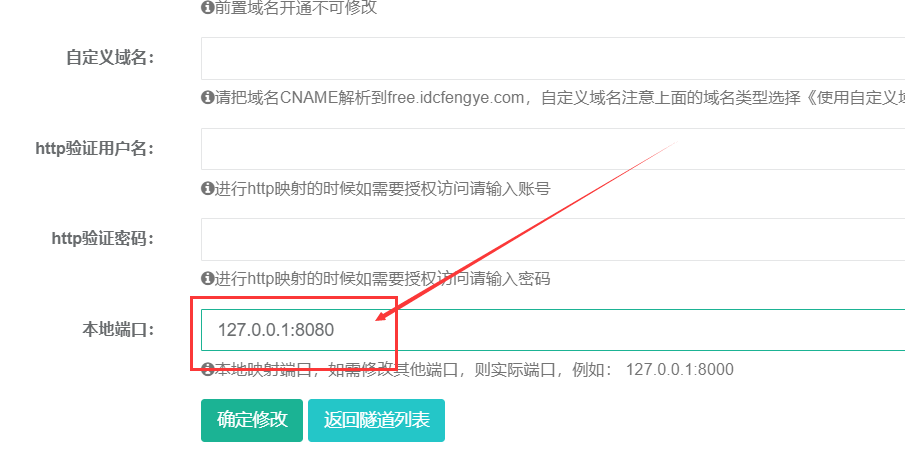 前置域名开通不可修改
自定义域名：
请把域名CNAME解析到free.idcfengye.com，自定义域名注意上面的域名类型选择《使用自定义域
http验证用户名：
进行http映射的时候如需要授权访问请输入账号
http验证密码：
进行http映射的时候如需要授权访问请输入密码
本地端口：
127.0.0.1:8080
本地映射端口，如需修改其他端口，则实际端口，例如： 127.0.0.1:8000
确定修改 返回隧道列表